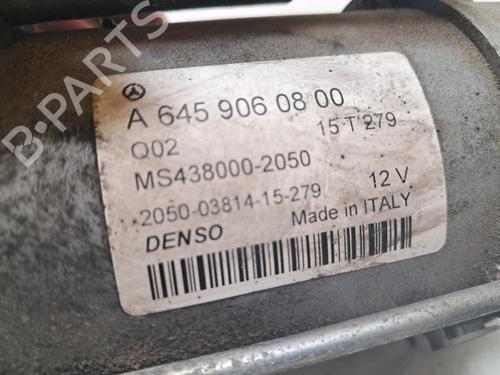 A 645 906 08 00
Q02 15 T 279
MS438000-2050
2050-03814-15-279 12 V
DENSO Made in ITALY
B-PARTS